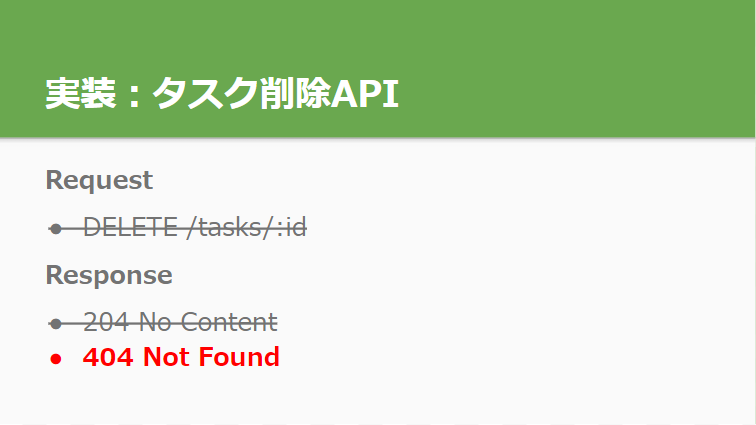 実装：タスク削除API
Request
● DELETE /tasks/:id
Response
● 204 No Content
● 404 Not Found